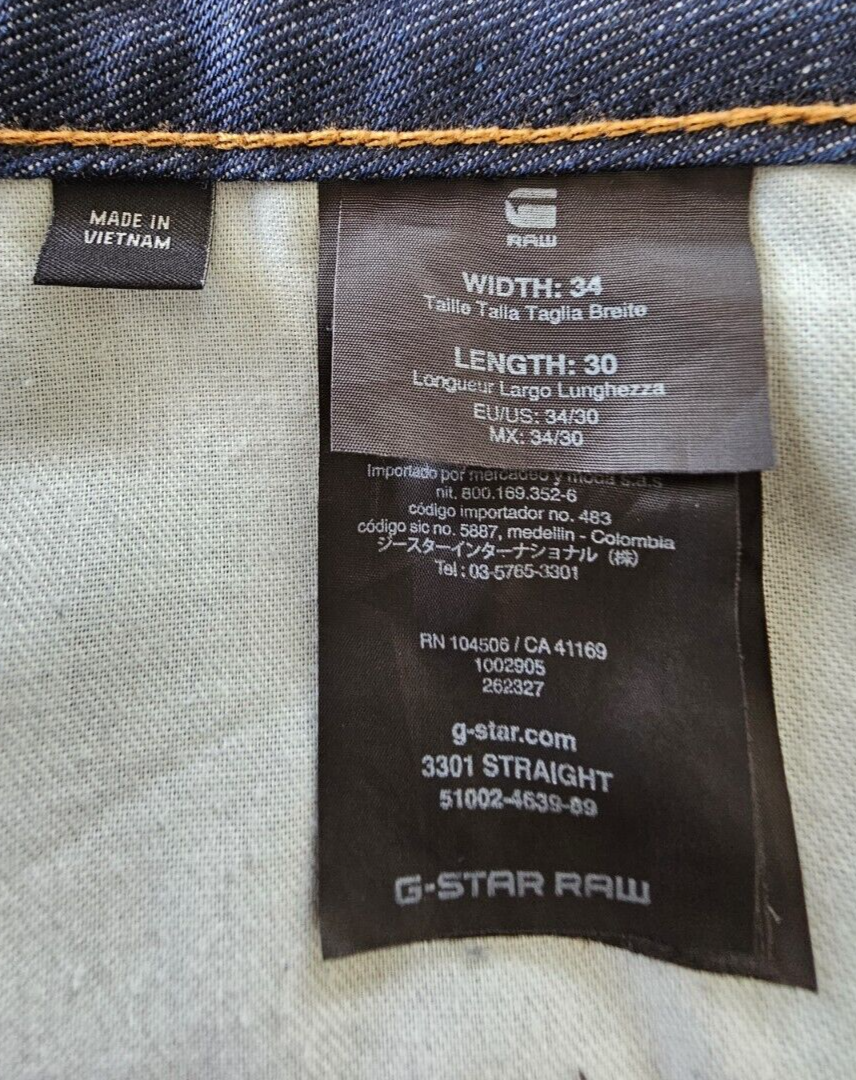 MADE IN
VIETNAM
RAW
WIDTH: 34
Taille Talla Taglia Breite
LENGTH: 30
Longueur Largo Lunghezza
EU/US: 34/30
MX: 34/30
Importado por mercadeo y moda s.a.s
nit. 800.169.352-6
código importador no. 483
código sic no. 5887, medellin - Colombia
ジースターインターナショナル (株)
Tel: 03-5765-3301
RN 104506 / CA 41169
1002905
262327
g-star.com
3301 STRAIGHT
51002-4639-89
G-STAR RAW